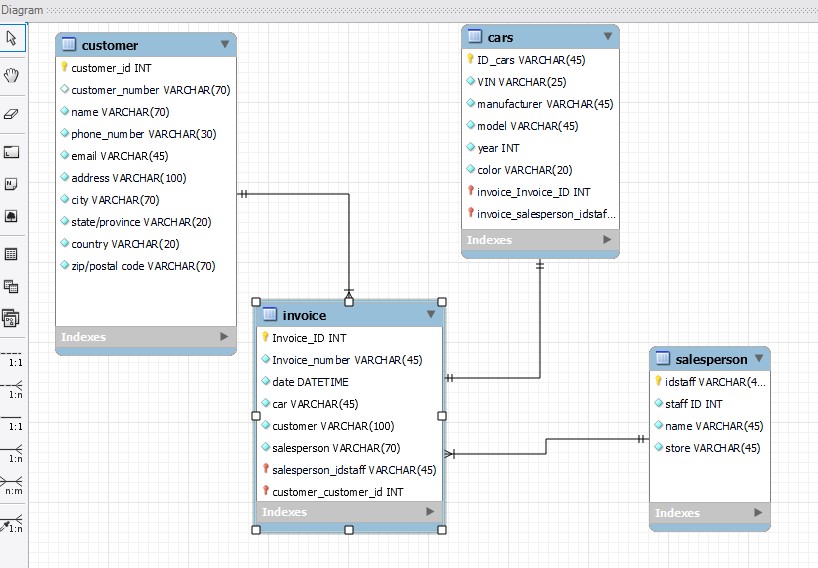 Diagram
customer
customer_id INT
customer_number VARCHAR(70)
name VARCHAR(70)
phone_number VARCHAR(30)
email VARCHAR(45)
address VARCHAR(100)
city VARCHAR(70)
state/province VARCHAR(20)
country VARCHAR(20)
zip/postal code VARCHAR(70)
Indexes
cars
ID_cars VARCHAR(45)
VIN VARCHAR(25)
manufacturer VARCHAR(45)
model VARCHAR(45)
year INT
color VARCHAR(20)
invoice_Invoice_ID INT
invoice_salesperson_idstaf...
Indexes
invoice
Invoice_ID INT
Invoice_number VARCHAR(45)
date DATETIME
car VARCHAR(45)
customer VARCHAR(100)
salesperson VARCHAR(70)
salesperson_idstaff VARCHAR(45)
customer_customer_id INT
Indexes
salesperson
idstaff VARCHAR(4...
staff ID INT
name VARCHAR(45)
store VARCHAR(45)
Indexes
1:1
1:n
1:1
1:n
n:m
1:n